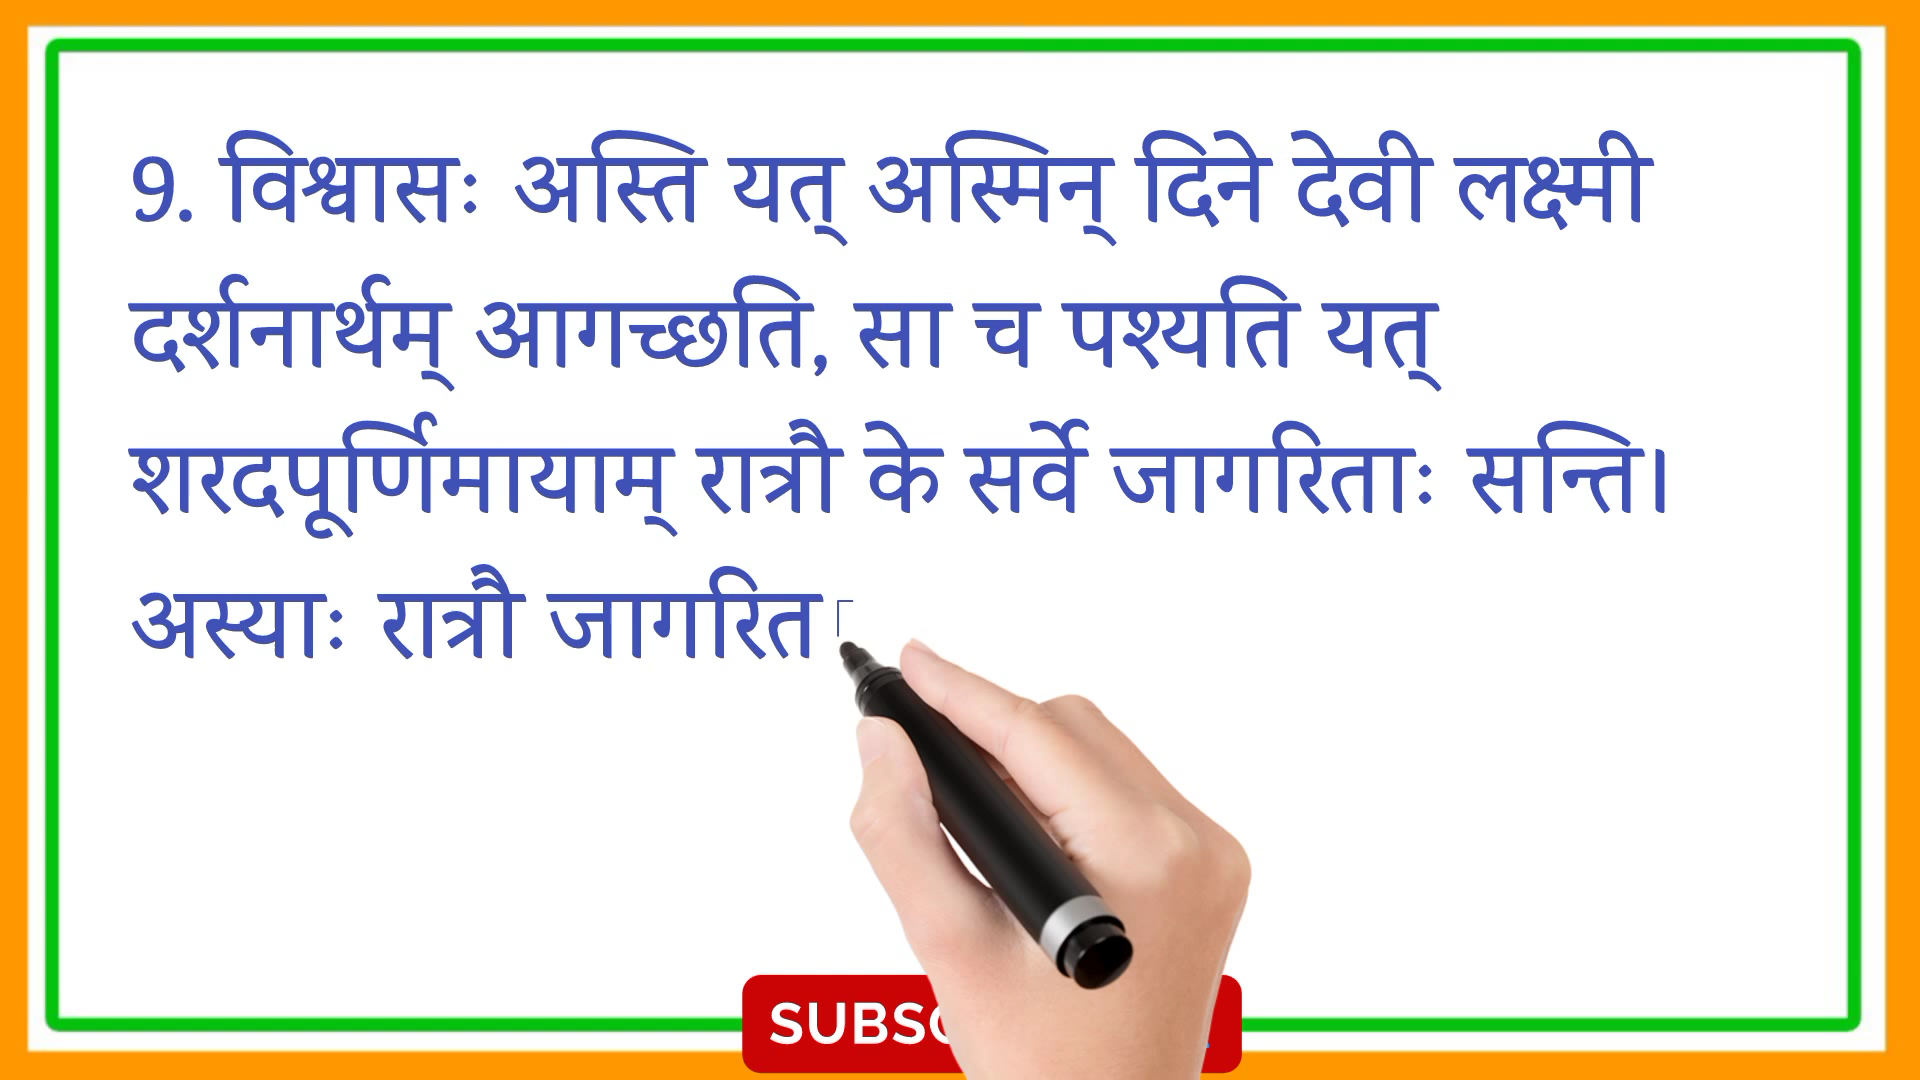 9. विश्वासः अस्ति यत् अस्मिन् दिने देवी लक्ष्मी
दर्शनार्थम् आगच्छति, सा च पश्यति यत्
शरदपूर्णिमायाम् रात्रौ के सर्वे जागरिताः सन्ति।
अस्याः रात्रौ जागरित